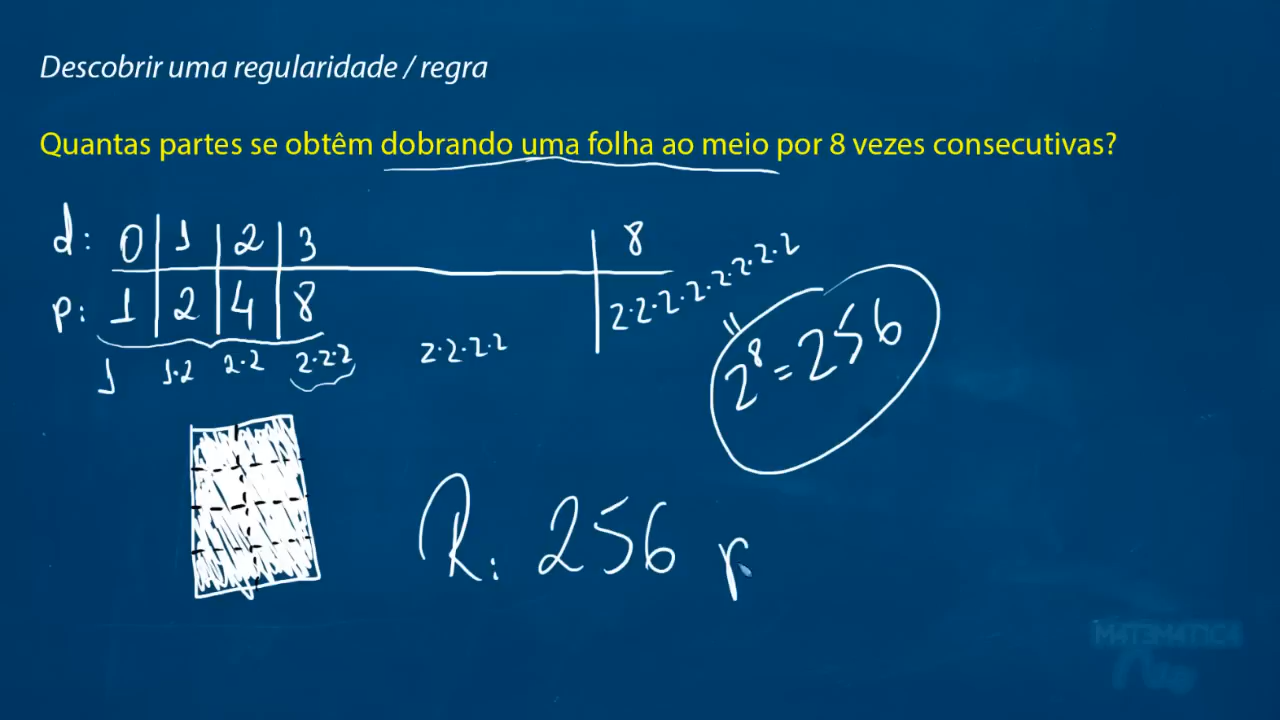 Descobrir uma regularidade / regra
Quantas partes se obtêm dobrando uma folha ao meio por 8 vezes consecutivas?
d: 0 1 2 3 8
p: 1 2 4 8 2·2·2·2·2·2·2·2
1 1·2 2·2 2·2·2 2·2·2·2
=
2⁸ = 256
R: 256 p
MATEMÁTICA